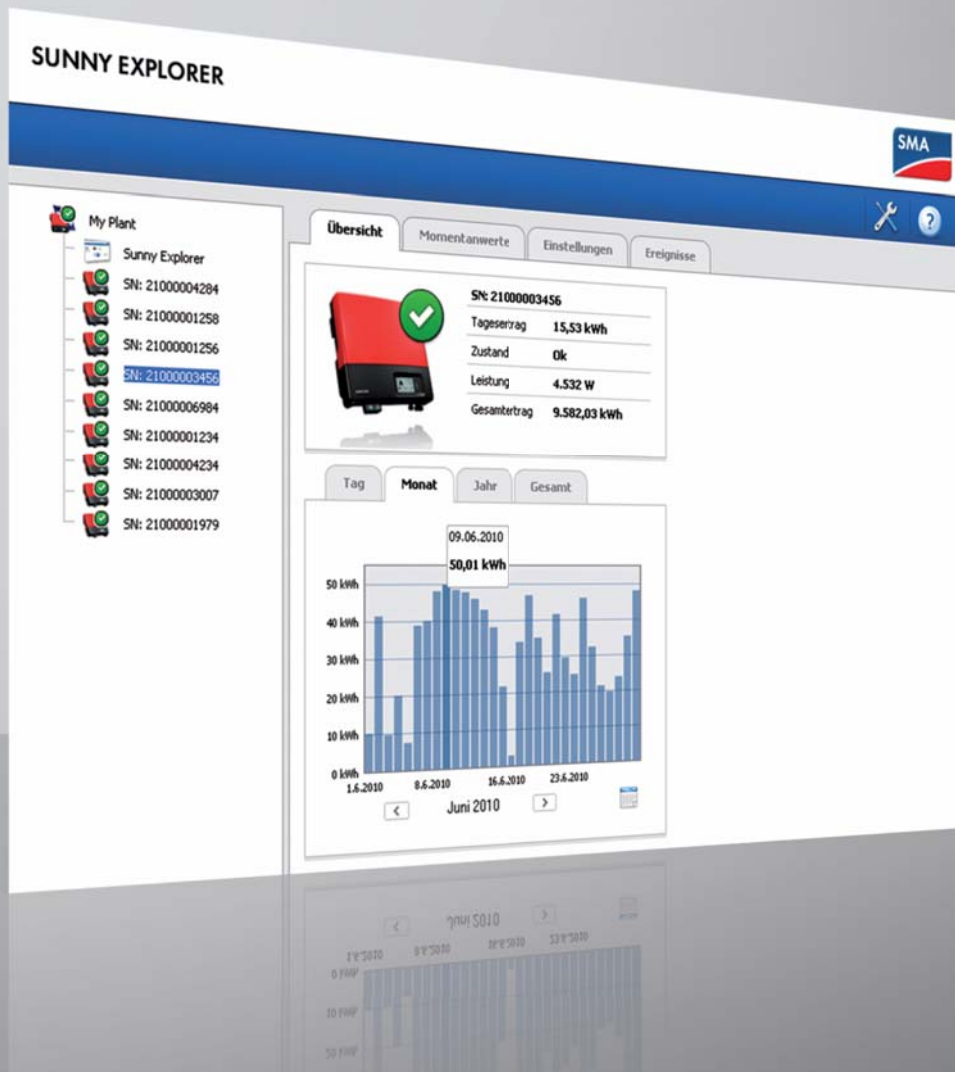 SUNNY EXPLORER
SMA
?
My Plant
Sunny Explorer
SN: 21000004284
SN: 21000001258
SN: 21000001256
SN: 21000003456
SN: 21000006984
SN: 21000001234
SN: 21000004234
SN: 21000003007
SN: 21000001979
Übersicht Momentanwerte Einstellungen Ereignisse
SN: 21000003456
Tagesertrag 15,53 kWh
Zustand Ok
Leistung 4.532 W
Gesamtertrag 9.582,03 kWh
Tag Monat Jahr Gesamt
09.06.2010
50,01 kWh
50 kWh
40 kWh
30 kWh
20 kWh
10 kWh
0 kWh
1.6.2010 8.6.2010 16.6.2010 23.6.2010
< Juni 2010 >